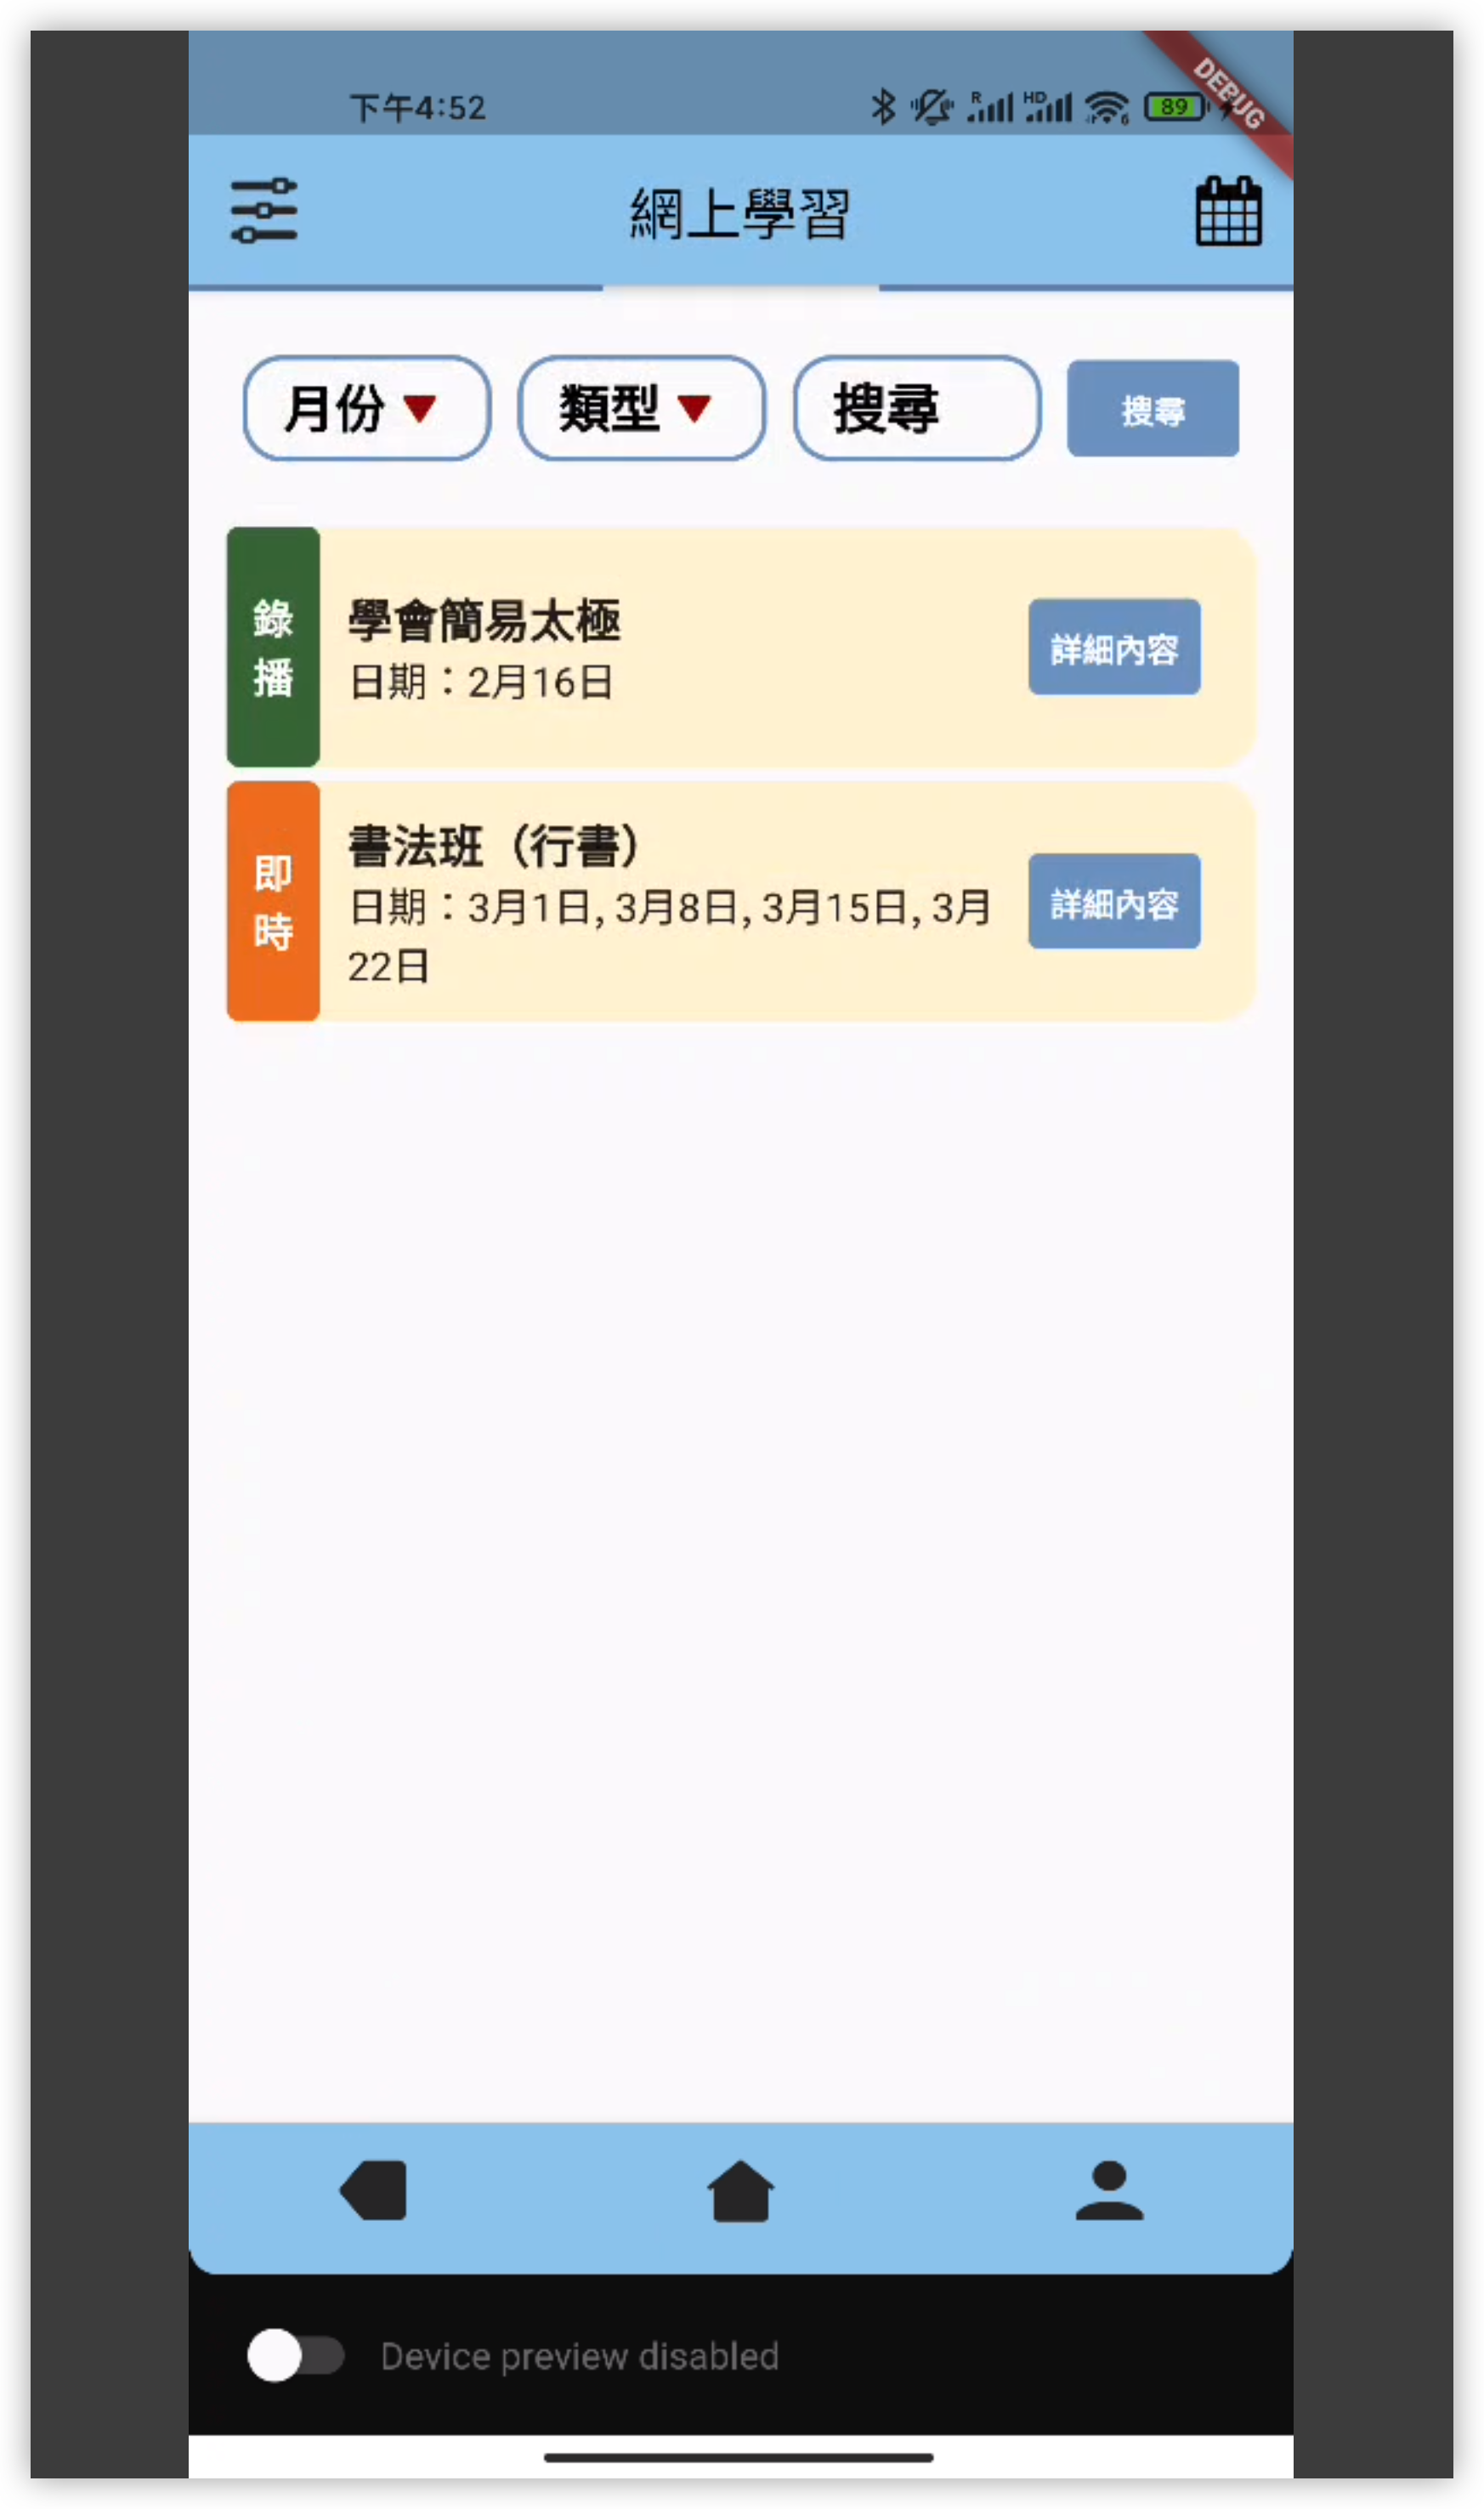 下午4:52
R
HD
6
89
DEBUG
網上學習
月份 ▼
類型 ▼
搜尋
搜尋
錄播
學會簡易太極
日期：2月16日
詳細內容
即時
書法班（行書）
日期：3月1日, 3月8日, 3月15日, 3月
22日
詳細內容
Device preview disabled